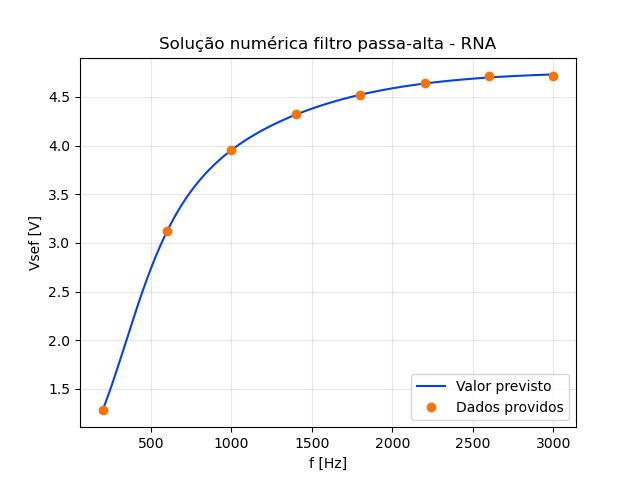 Solução numérica filtro passa-alta - RNA
Vsef [V]
4.5
4.0
3.5
3.0
2.5
2.0
1.5
Valor previsto
Dados providos
500 1000 1500 2000 2500 3000
f [Hz]